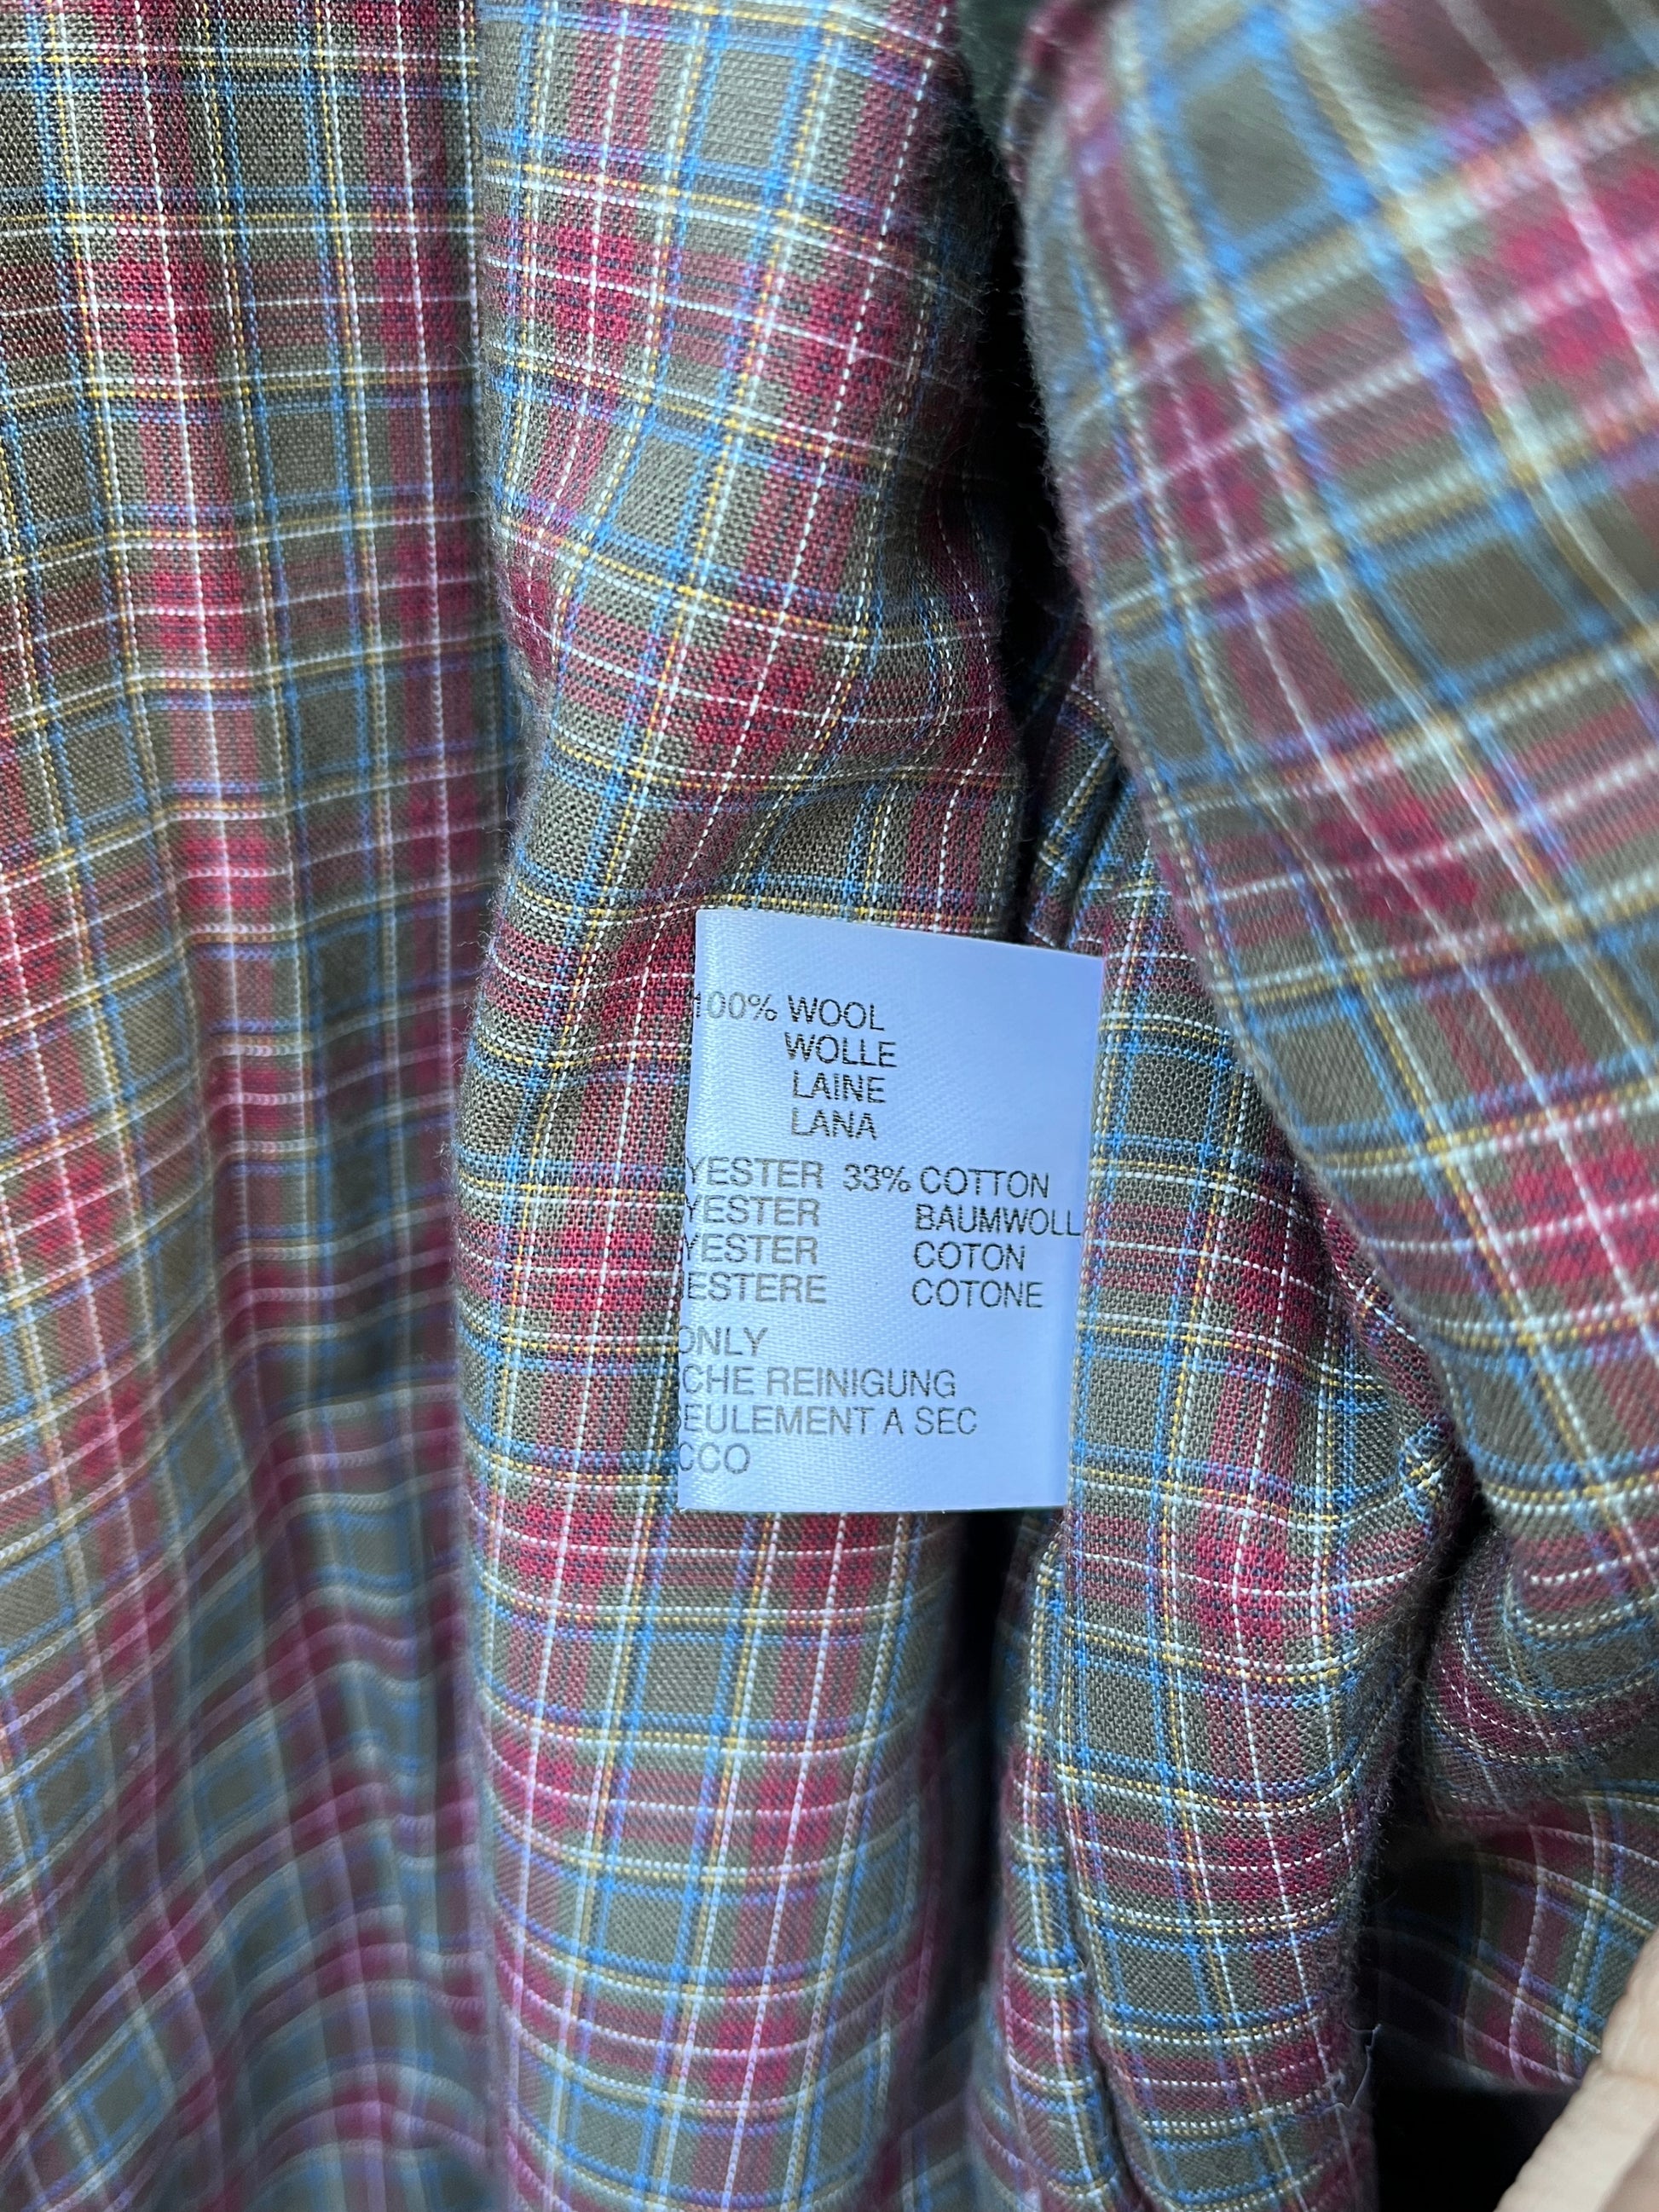 100% WOOL
WOLLE
LAINE
LANA
YESTER 33% COTTON
YESTER BAUMWOLL
YESTER COTON
ESTERE COTONE
ONLY
CHE REINIGUNG
SEULEMENT A SEC
CCO